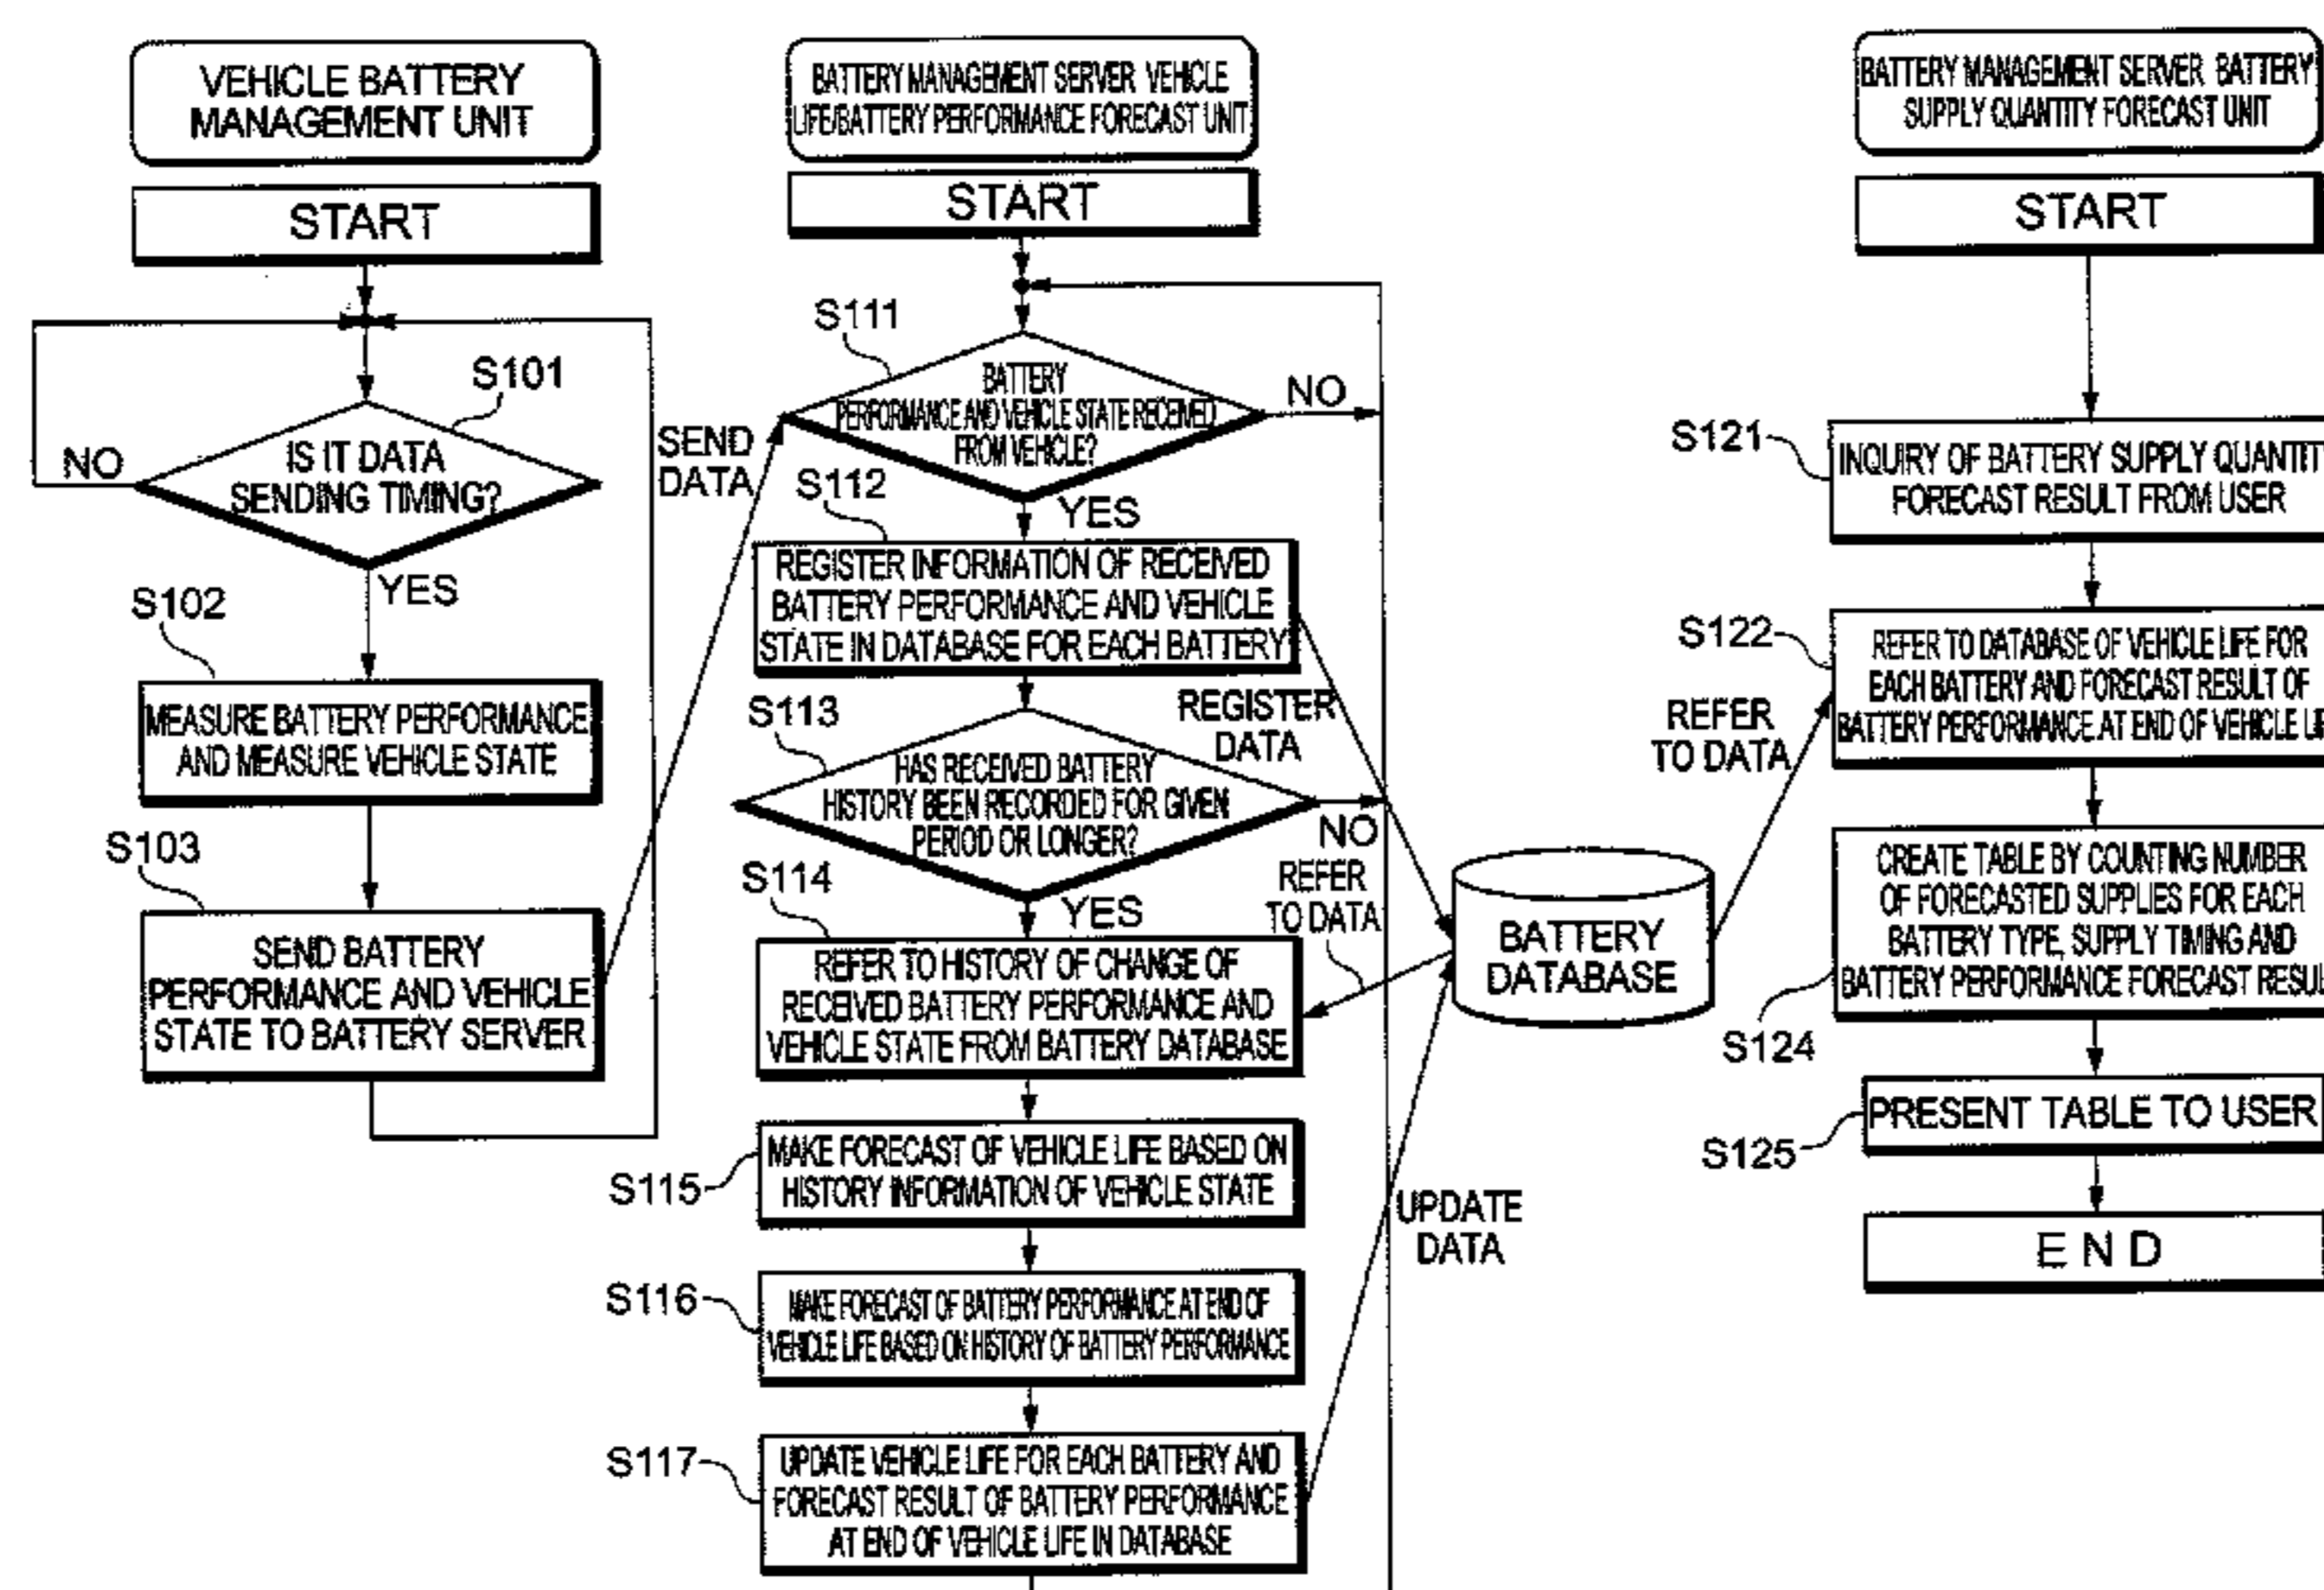 VEHICLE BATTERY
MANAGEMENT UNIT
START
S101
IS IT DATA
SENDING TIMING?
NO
YES
S102
MEASURE BATTERY PERFORMANCE
AND MEASURE VEHICLE STATE
S103
SEND BATTERY
PERFORMANCE AND VEHICLE
STATE TO BATTERY SERVER
SEND
DATA
BATTERY MANAGEMENT SERVER VEHICLE
LIFE/BATTERY PERFORMANCE FORECAST UNIT
START
S111
BATTERY
PERFORMANCE AND VEHICLE STATE RECEIVED
FROM VEHICLE?
NO
YES
S112
REGISTER INFORMATION OF RECEIVED
BATTERY PERFORMANCE AND VEHICLE
STATE IN DATABASE FOR EACH BATTERY
REGISTER
DATA
S113
HAS RECEIVED BATTERY
HISTORY BEEN RECORDED FOR GIVEN
PERIOD OR LONGER?
NO
YES
REFER
TO DATA
S114
REFER TO HISTORY OF CHANGE OF
RECEIVED BATTERY PERFORMANCE AND
VEHICLE STATE FROM BATTERY DATABASE
S115
MAKE FORECAST OF VEHICLE LIFE BASED ON
HISTORY INFORMATION OF VEHICLE STATE
S116
MAKE FORECAST OF BATTERY PERFORMANCE AT END OF
VEHICLE LIFE BASED ON HISTORY OF BATTERY PERFORMANCE
S117
UPDATE VEHICLE LIFE FOR EACH BATTERY AND
FORECAST RESULT OF BATTERY PERFORMANCE
AT END OF VEHICLE LIFE IN DATABASE
UPDATE
DATA
BATTERY
DATABASE
BATTERY MANAGEMENT SERVER BATTERY
SUPPLY QUANTITY FORECAST UNIT
START
S121
INQUIRY OF BATTERY SUPPLY QUANTITY
FORECAST RESULT FROM USER
S122
REFER TO DATABASE OF VEHICLE LIFE FOR
EACH BATTERY AND FORECAST RESULT OF
BATTERY PERFORMANCE AT END OF VEHICLE
REFER
TO DATA
CREATE TABLE BY COUNTING NUMBER
OF FORECASTED SUPPLIES FOR EACH
BATTERY TYPE, SUPPLY TIMING AND
BATTERY PERFORMANCE FORECAST
S124
PRESENT TABLE TO USER
S125
END